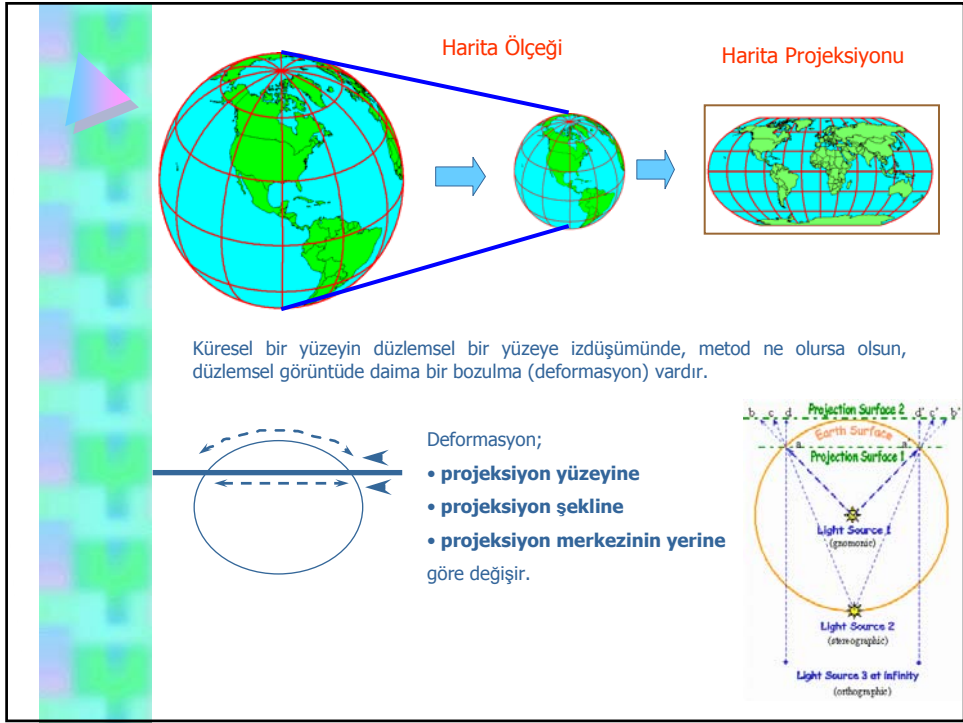 Harita Ölçeği
Harita Projeksiyonu
Küresel bir yüzeyin düzlemsel bir yüzeye izdüşümünde, metod ne olursa olsun,
düzlemsel görüntüde daima bir bozulma (deformasyon) vardır.
Deformasyon;
• projeksiyon yüzeyine
• projeksiyon şekline
• projeksiyon merkezinin yerine
göre değişir.
b c d Projection Surface 2 d' c' b'
Earth Surface
a a'
Projection Surface 1
Light Source 1
(gnomonic)
Light Source 2
(stereographic)
Light Source 3 at infinity
(orthographic)